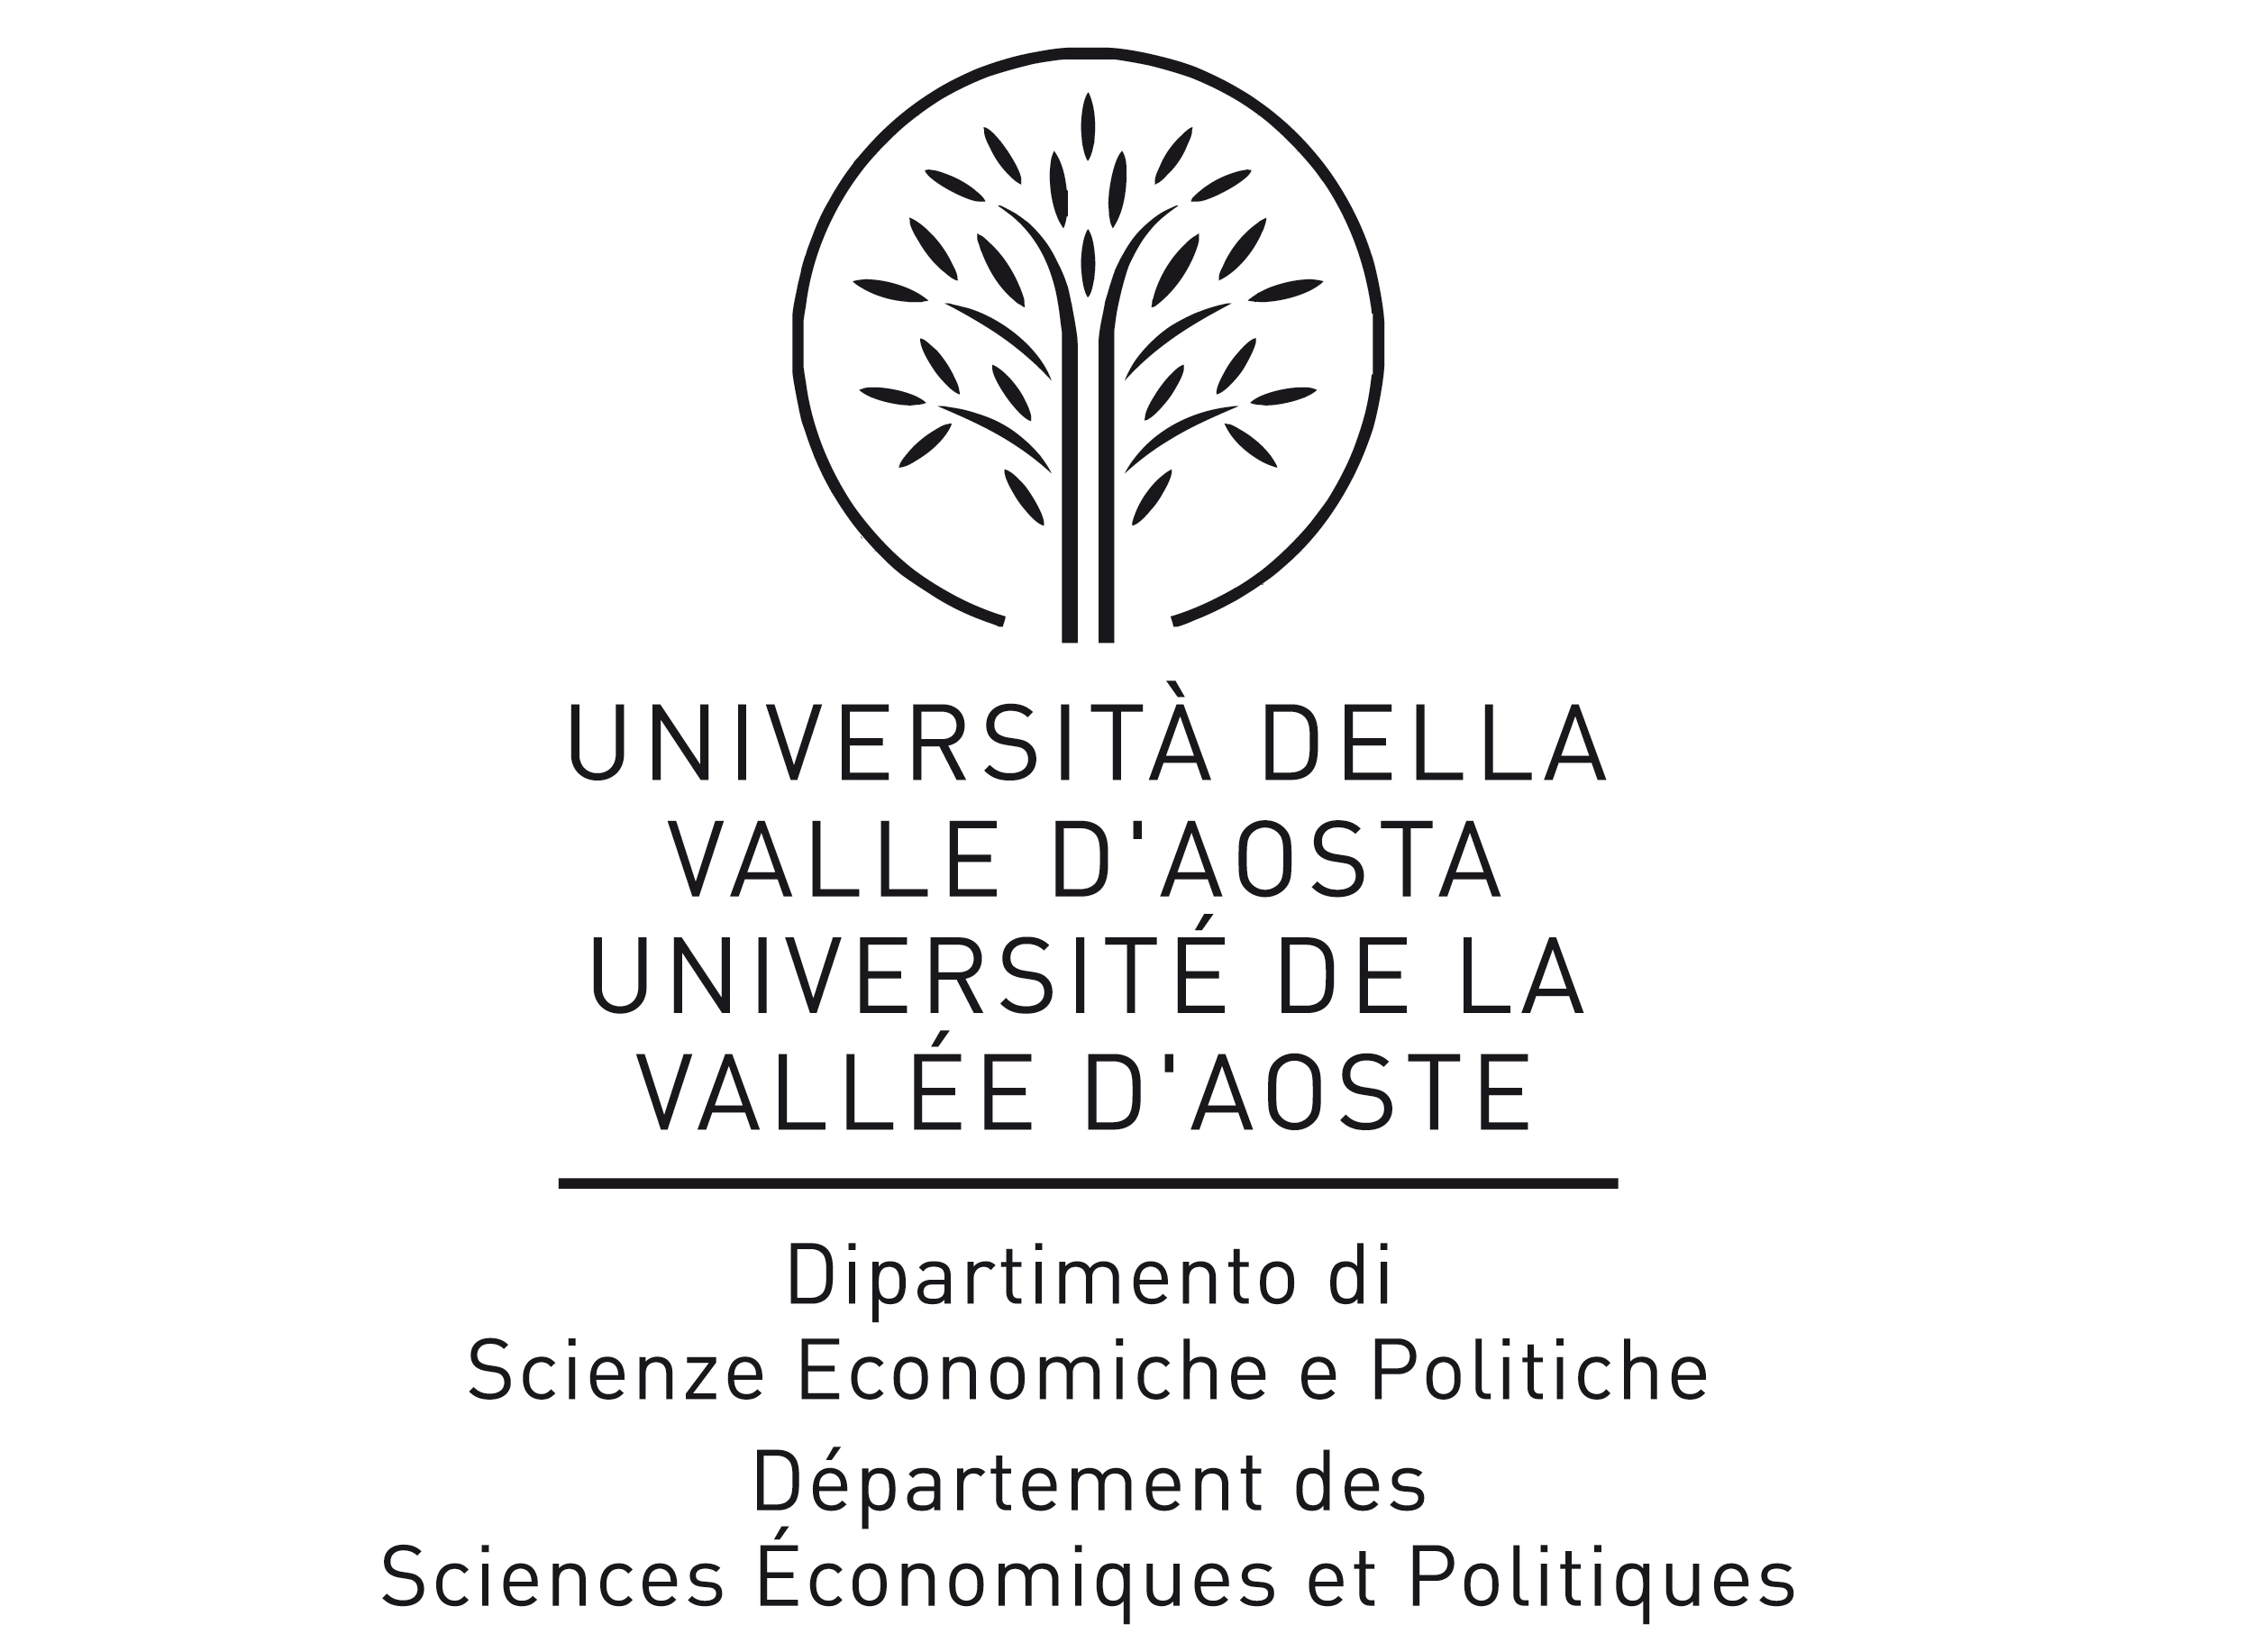 UNIVERSITÀ DELLA
VALLE D'AOSTA
UNIVERSITÉ DE LA
VALLÉE D'AOSTE
Dipartimento di
Scienze Economiche e Politiche
Département des
Sciences Économiques et Politiques